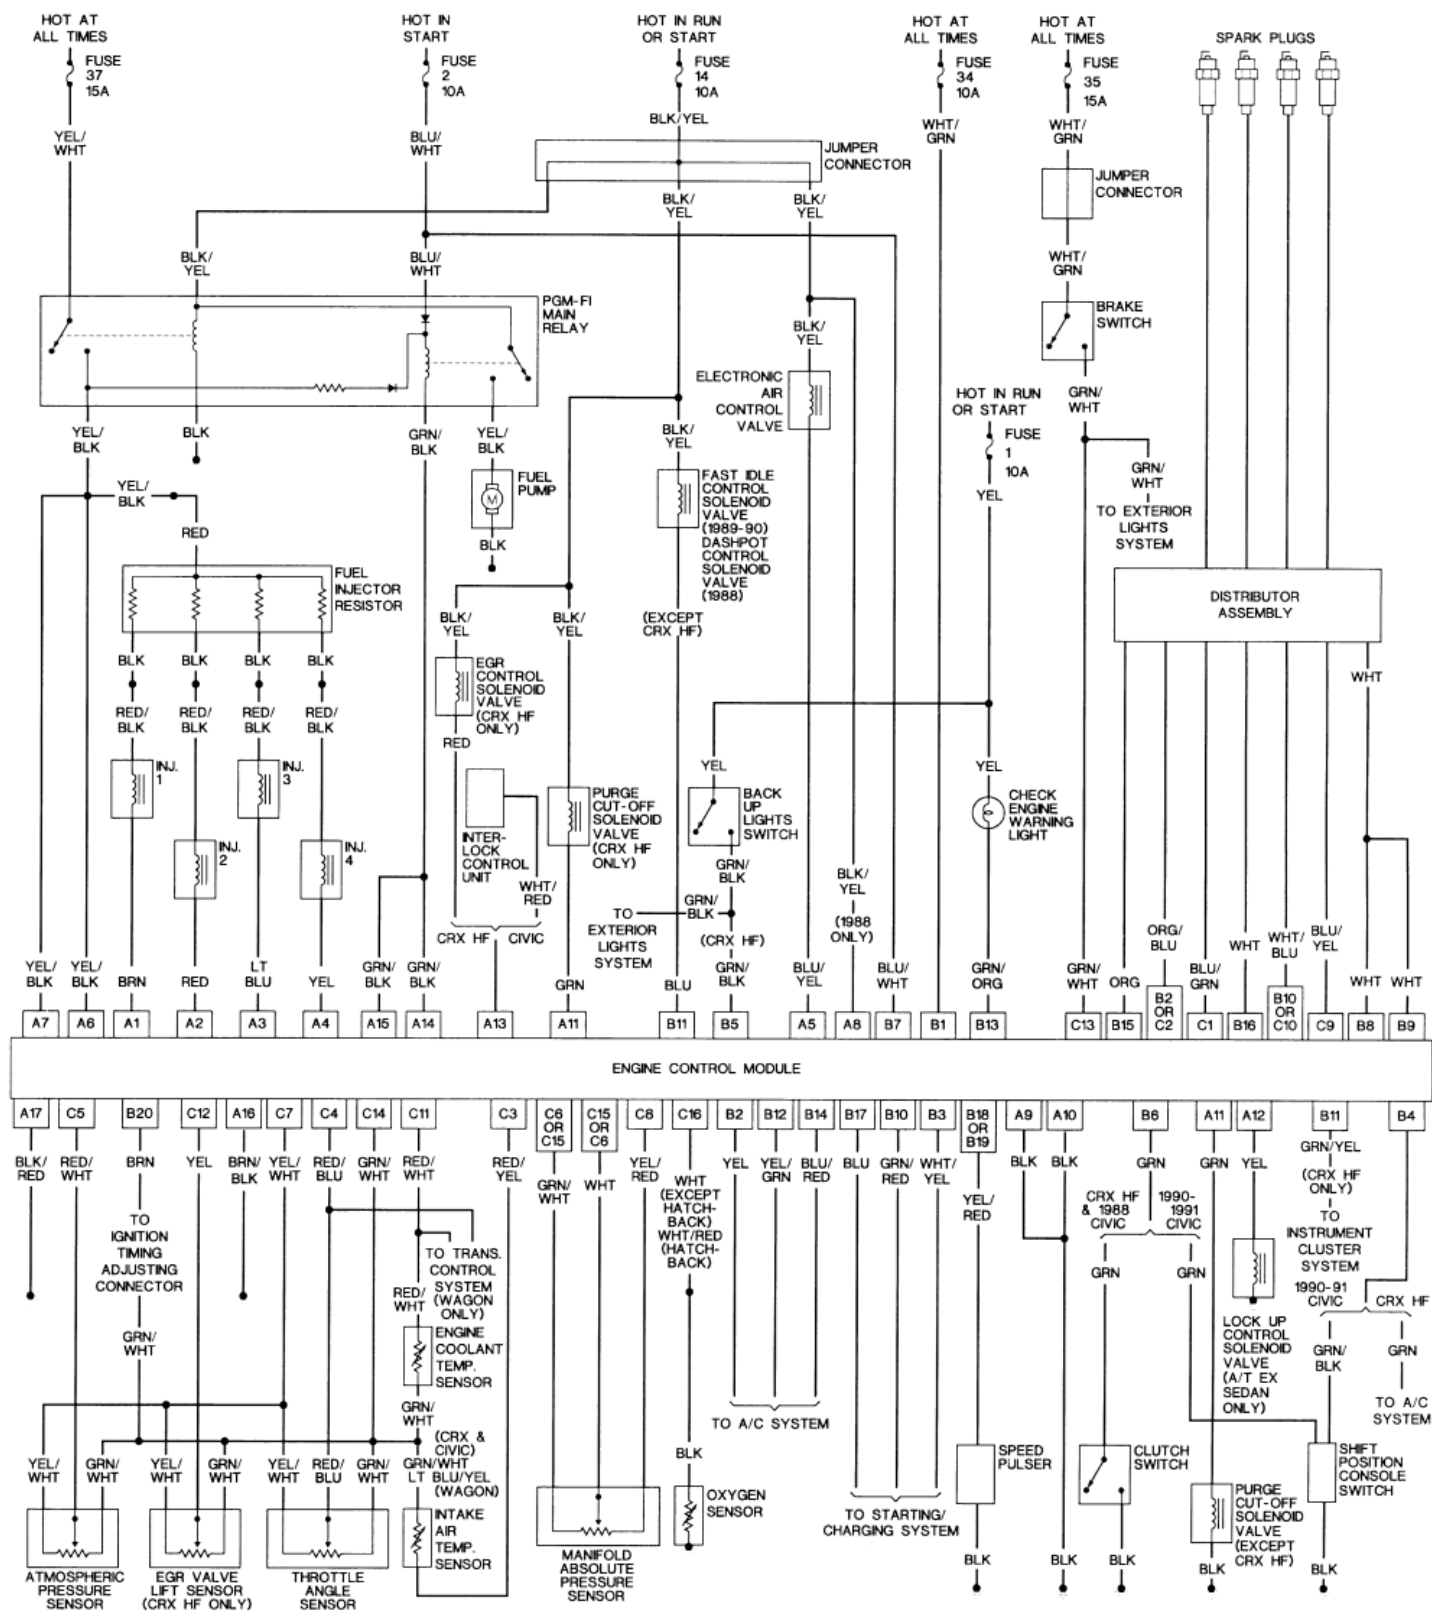 HOT AT
ALL TIMES
FUSE
37
15A
HOT IN
START
FUSE
2
10A
HOT IN RUN
OR START
FUSE
14
10A
HOT AT
ALL TIMES
FUSE
34
10A
HOT AT
ALL TIMES
FUSE
35
15A
SPARK PLUGS
YEL/
WHT
BLU/
WHT
BLK/YEL
WHT/
GRN
WHT/
GRN
JUMPER
CONNECTOR
JUMPER
CONNECTOR
BLK/
YEL
BLK/
YEL
BLK/
YEL
BLU/
WHT
WHT/
GRN
PGM-FI
MAIN
RELAY
BRAKE
SWITCH
BLK/
YEL
ELECTRONIC
AIR
CONTROL
VALVE
HOT IN RUN
OR START
FUSE
1
10A
GRN/
WHT
YEL/
BLK
BLK
GRN/
BLK
YEL/
BLK
BLK/
YEL
FUEL
PUMP
M
BLK
YEL/
BLK
RED
FAST IDLE
CONTROL
SOLENOID
VALVE
(1989-90)
DASHPOT
CONTROL
SOLENOID
VALVE
(1988)
YEL
GRN/
WHT
TO EXTERIOR
LIGHTS
SYSTEM
FUEL
INJECTOR
RESISTOR
DISTRIBUTOR
ASSEMBLY
BLK/
YEL
BLK/
YEL
(EXCEPT
CRX HF)
BLK
BLK
BLK
BLK
EGR
CONTROL
SOLENOID
VALVE
(CRX HF
ONLY)
WHT
RED/
BLK
RED/
BLK
RED/
BLK
RED/
BLK
RED
INJ.
1
INJ.
3
INJ.
2
INJ.
4
INTER-
LOCK CONTROL
UNIT
PURGE
CUT-OFF
SOLENOID
VALVE
(CRX HF
ONLY)
YEL
BACK
UP
LIGHTS
SWITCH
YEL
CHECK
ENGINE
WARNING
LIGHT
WHT/
RED
CRX HF
CIVIC
GRN/
BLK
GRN/
BLK
TO
EXTERIOR
LIGHTS
SYSTEM
(CRX HF)
BLK/
YEL
(1988
ONLY)
YEL/
BLK
YEL/
BLK
BRN
RED
LT
BLU
YEL
GRN/
BLK
GRN/
BLK
GRN
BLU
GRN/
BLK
BLU/
YEL
BLU/
WHT
GRN/
ORG
GRN/
WHT
ORG
ORG/
BLU
BLU/
GRN
WHT
WHT/
BLU
BLU/
YEL
WHT
WHT
A7
A6
A1
A2
A3
A4
A15
A14
A13
A11
B11
B5
A5
A8
B7
B1
B13
C13
B15
B2
OR
C2
C1
B16
B10
OR
C10
C9
B8
B9
ENGINE CONTROL MODULE
A17
C5
B20
C12
A16
C7
C4
C14
C11
C3
C6
OR
C15
C15
OR
C6
C8
C16
B2
B12
B14
B17
B10
B3
B18
OR
B19
A9
A10
B6
A11
A12
B11
B4
BLK/
RED
RED/
WHT
BRN
YEL
BRN/
BLK
YEL/
WHT
RED/
BLU
GRN/
WHT
RED/
WHT
RED/
YEL
GRN/
WHT
WHT
YEL/
RED
WHT
(EXCEPT
HATCH-
BACK)
WHT/RED
(HATCH-
BACK)
YEL
YEL/
GRN
BLU/
RED
BLU
GRN/
RED
WHT/
YEL
YEL/
RED
BLK
BLK
GRN
GRN
YEL
GRN/YEL
(CRX HF
ONLY)
TO
INSTRUMENT
CLUSTER
SYSTEM
CRX HF
& 1988
CIVIC
1990-
1991
CIVIC
TO
IGNITION
TIMING
ADJUSTING
CONNECTOR
TO TRANS.
CONTROL
SYSTEM
(WAGON
ONLY)
RED/
WHT
GRN
GRN
1990-91
CIVIC
CRX HF
GRN/
WHT
ENGINE
COOLANT
TEMP.
SENSOR
LOCK UP
CONTROL
SOLENOID
VALVE
(A/T EX
SEDAN
ONLY)
GRN/
BLK
GRN
TO A/C
SYSTEM
GRN/
WHT
(CRX &
CIVIC)
GRN/WHT
LT BLU/YEL
(WAGON)
TO A/C SYSTEM
YEL/
WHT
GRN/
WHT
YEL/
WHT
GRN/
WHT
YEL/
WHT
RED/
BLU
GRN/
WHT
BLK
SPEED
PULSER
CLUTCH
SWITCH
SHIFT
POSITION
CONSOLE
SWITCH
OXYGEN
SENSOR
INTAKE
AIR
TEMP.
SENSOR
TO STARTING/
CHARGING SYSTEM
PURGE
CUT-OFF
SOLENOID
VALVE
(EXCEPT
CRX HF)
ATMOSPHERIC
PRESSURE
SENSOR
EGR VALVE
LIFT SENSOR
(CRX HF ONLY)
THROTTLE
ANGLE
SENSOR
MANIFOLD
ABSOLUTE
PRESSURE
SENSOR
BLK
BLK
BLK
BLK
BLK